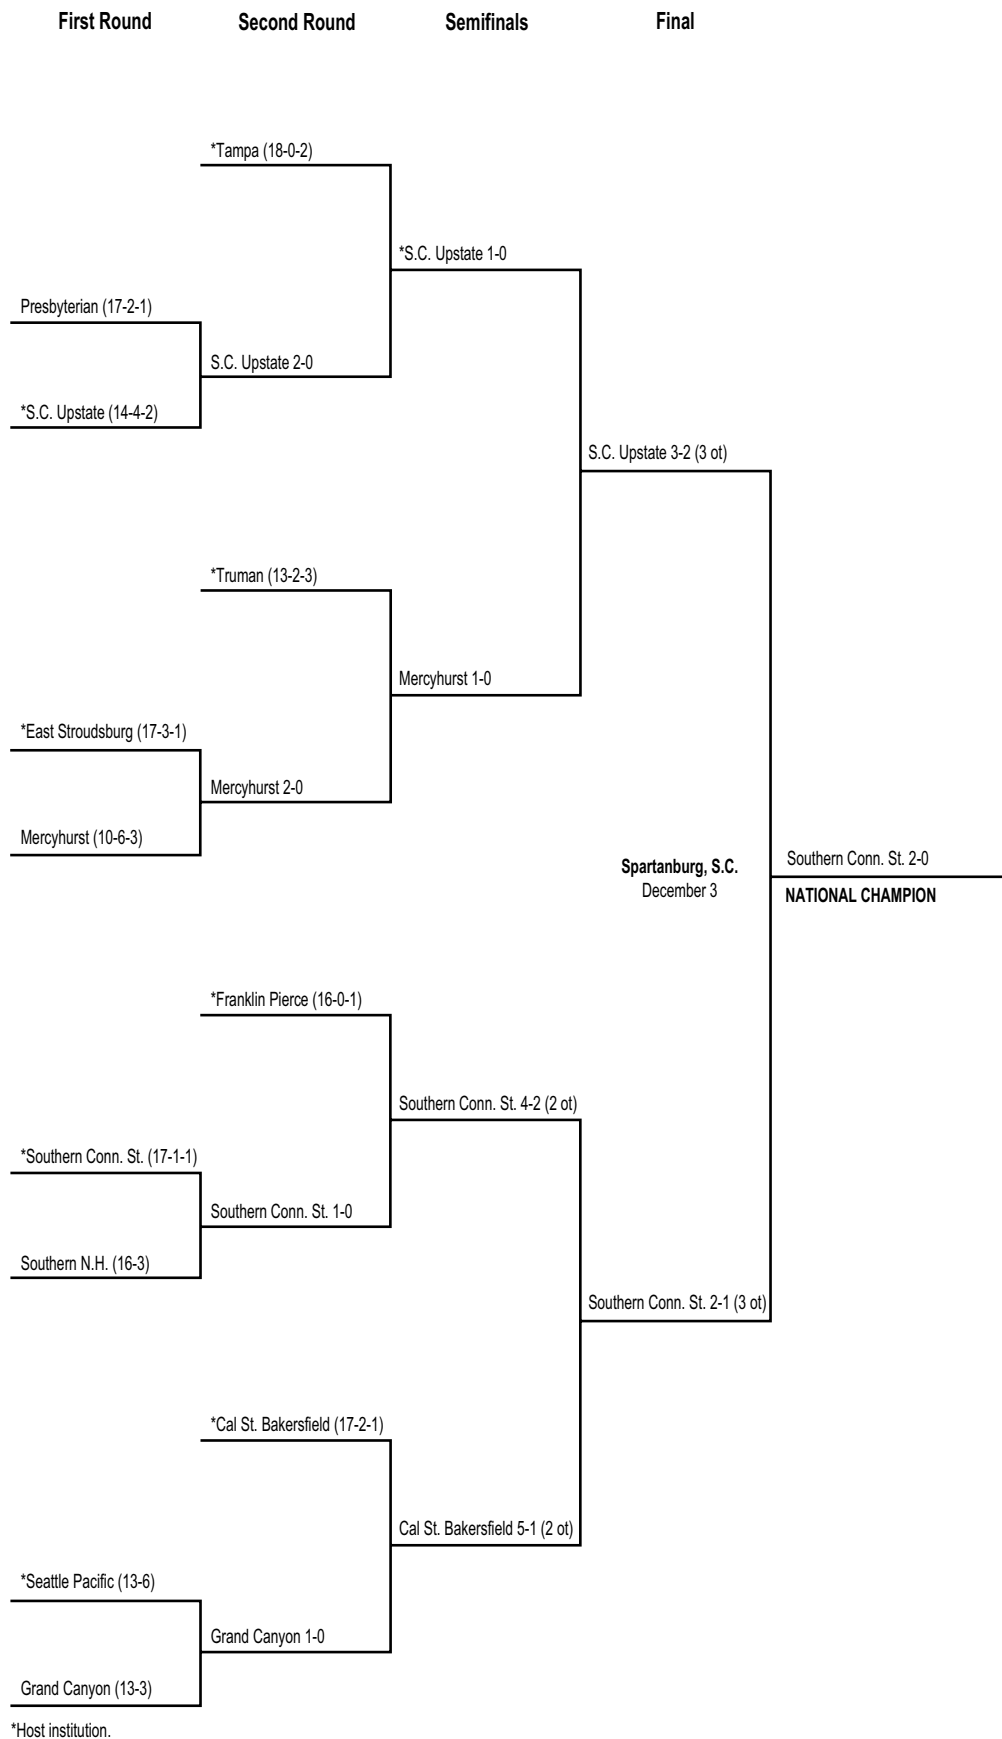 First Round
Second Round
Semifinals
Final
*Tampa (18-0-2)
*S.C. Upstate 1-0
Presbyterian (17-2-1)
S.C. Upstate 2-0
*S.C. Upstate (14-4-2)
S.C. Upstate 3-2 (3 ot)
*Truman (13-2-3)
Mercyhurst 1-0
*East Stroudsburg (17-3-1)
Mercyhurst 2-0
Mercyhurst (10-6-3)
Spartanburg, S.C.
December 3
Southern Conn. St. 2-0
NATIONAL CHAMPION
*Franklin Pierce (16-0-1)
Southern Conn. St. 4-2 (2 ot)
*Southern Conn. St. (17-1-1)
Southern Conn. St. 1-0
Southern N.H. (16-3)
Southern Conn. St. 2-1 (3 ot)
*Cal St. Bakersfield (17-2-1)
Cal St. Bakersfield 5-1 (2 ot)
*Seattle Pacific (13-6)
Grand Canyon 1-0
Grand Canyon (13-3)
*Host institution.